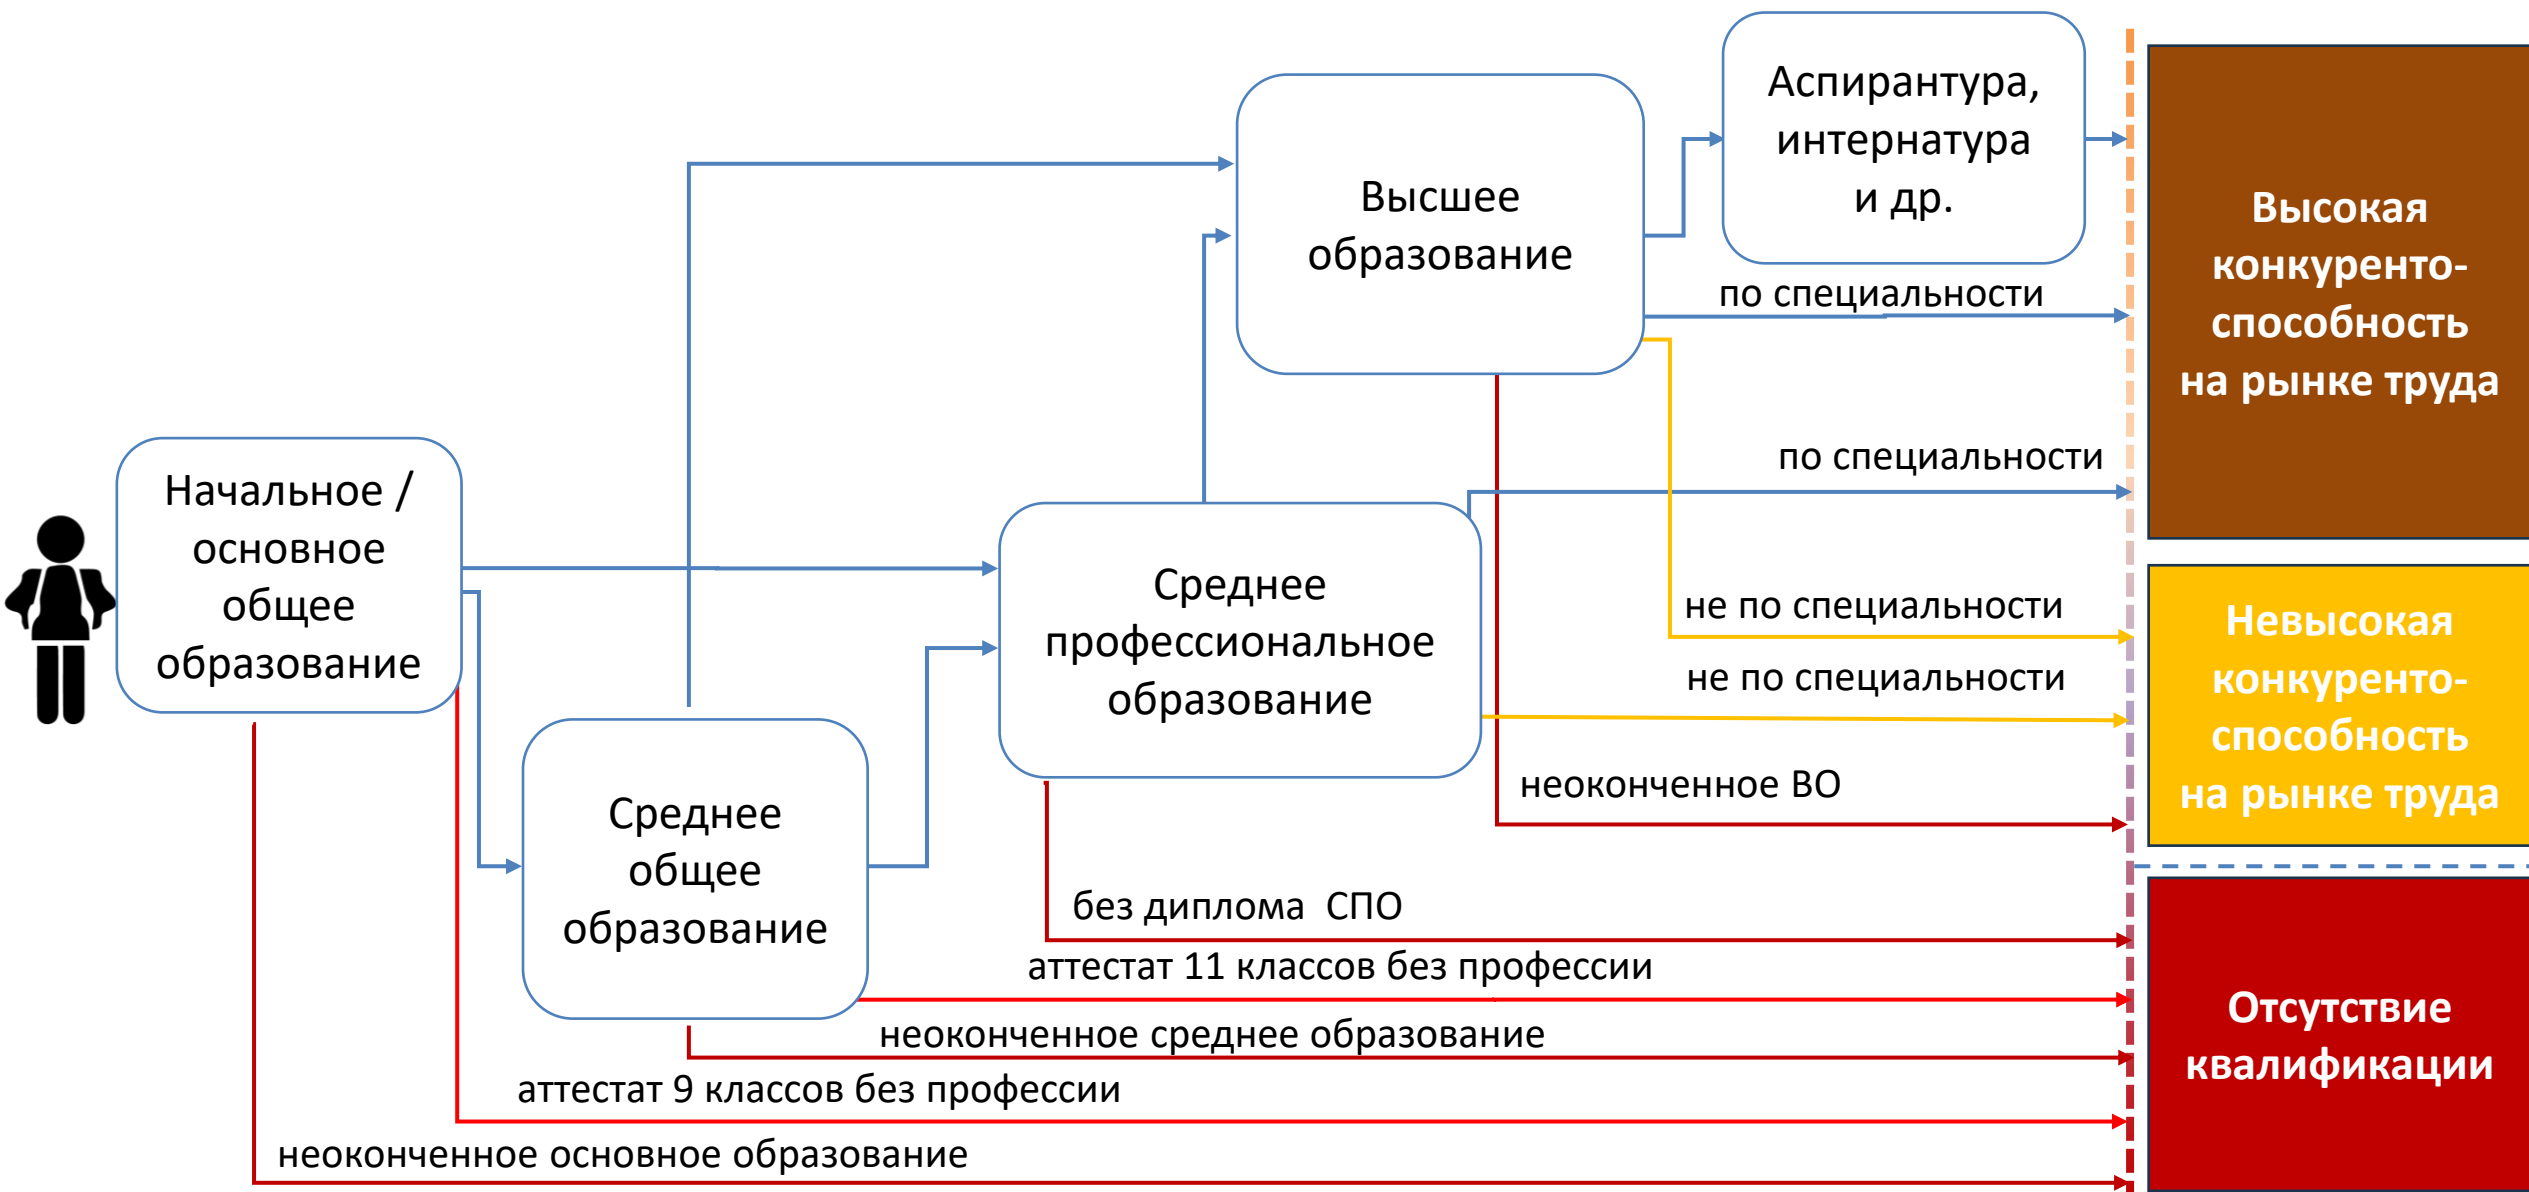 Аспирантура,
интернатура
и др.
Высшее
образование
по специальности
Высокая
конкуренто-
способность
на рынке труда
по специальности
Начальное /
основное
общее
образование
Среднее
профессиональное
образование
не по специальности
не по специальности
Невысокая
конкуренто-
способность
на рынке труда
неоконченное ВО
Среднее
общее
образование
без диплома СПО
аттестат 11 классов без профессии
неоконченное среднее образование
Отсутствие
квалификации
аттестат 9 классов без профессии
неоконченное основное образование